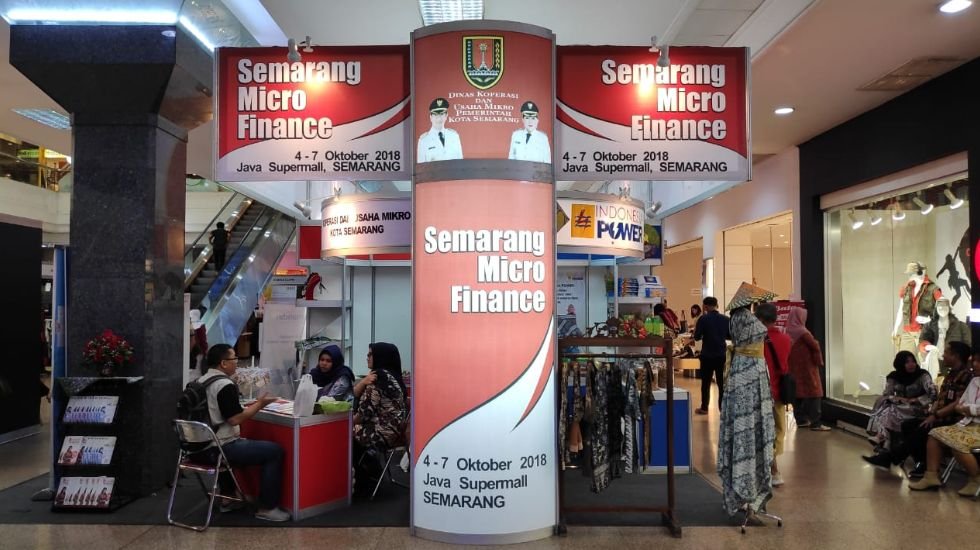 Semarang
Micro
Finance
4 - 7 Oktober 2018
Java Supermall, SEMARANG
DINAS KOPERASI
DAN
USAHA MIKRO
PEMERINTAH
KOTA SEMARANG
Semarang
Micro
Finance
4 - 7 Oktober 2018
Java Supermall, SEMARANG
OPERASI DAN USAHA MIKRO
KOTA SEMARANG
INDONESIA
POWER
Semarang
Micro
Finance
4 - 7 Oktober 2018
Java Supermall
SEMARANG